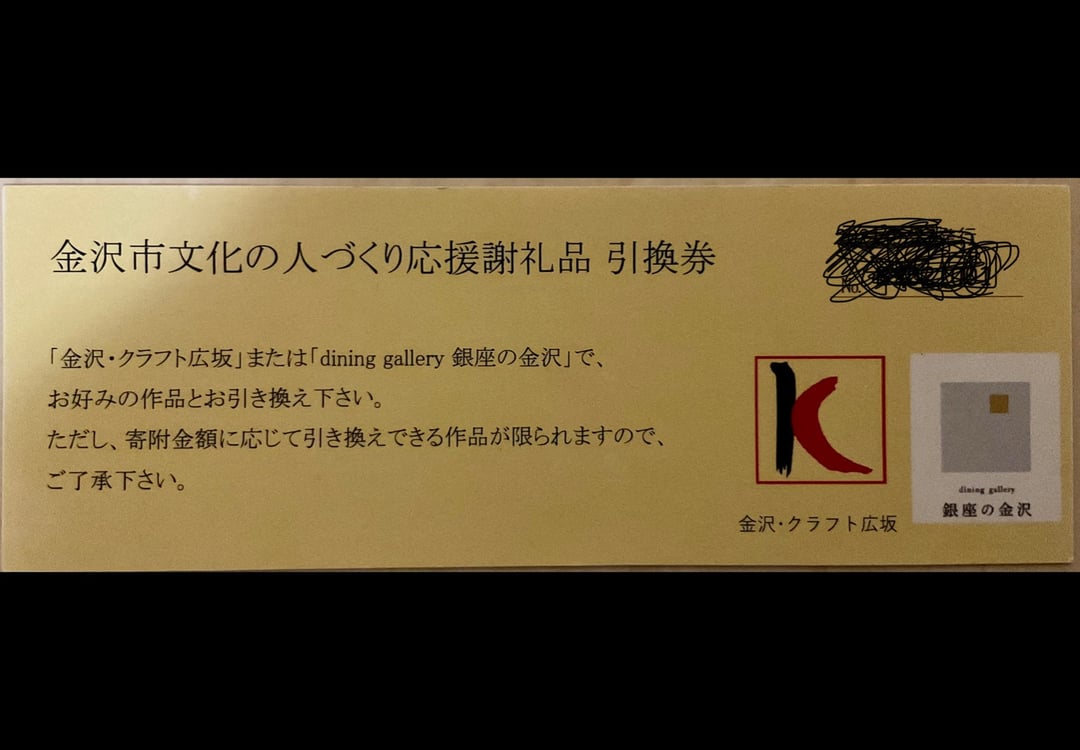 金沢市文化の人づくり応援謝礼品 引換券
No.
「金沢・クラフト広坂」または「dining gallery 銀座の金沢」で、
お好みの作品とお引き換え下さい。
ただし、寄附金額に応じて引き換えできる作品が限られますので、
ご了承下さい。
K
金沢・クラフト広坂
dining gallery
銀座の金沢